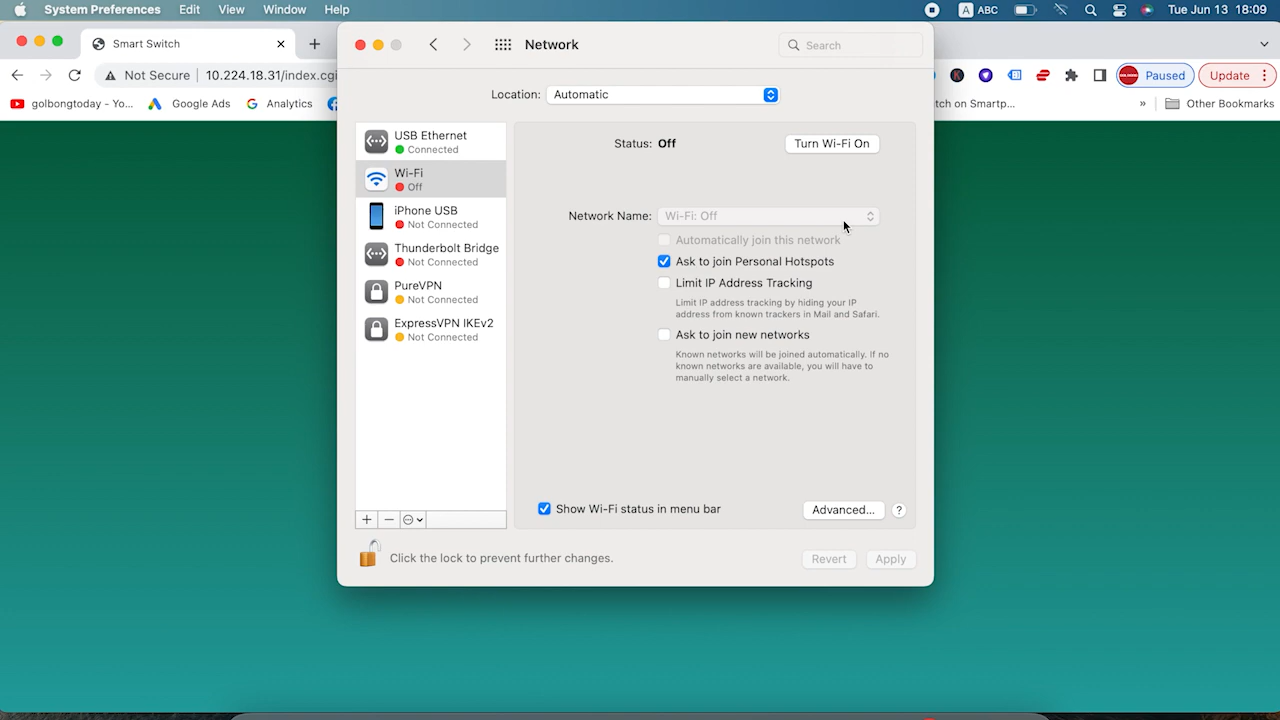 System Preferences Edit View Window Help
A ABC Tue Jun 13 18:09
Smart Switch
Network
Search
Not Secure 10.224.18.31/index.cgi
Paused
Update
golbongtoday - Yo...
Google Ads
Analytics
tch on Smartp...
»
Other Bookmarks
Location: Automatic
USB Ethernet
Connected
Wi-Fi
Off
iPhone USB
Not Connected
Thunderbolt Bridge
Not Connected
PureVPN
Not Connected
ExpressVPN IKEv2
Not Connected
Status: Off
Turn Wi-Fi On
Network Name: Wi-Fi: Off
Automatically join this network
Ask to join Personal Hotspots
Limit IP Address Tracking
Limit IP address tracking by hiding your IP
address from known trackers in Mail and Safari.
Ask to join new networks
Known networks will be joined automatically. If no
known networks are available, you will have to
manually select a network.
Show Wi-Fi status in menu bar
Advanced...
?
Click the lock to prevent further changes.
Revert
Apply